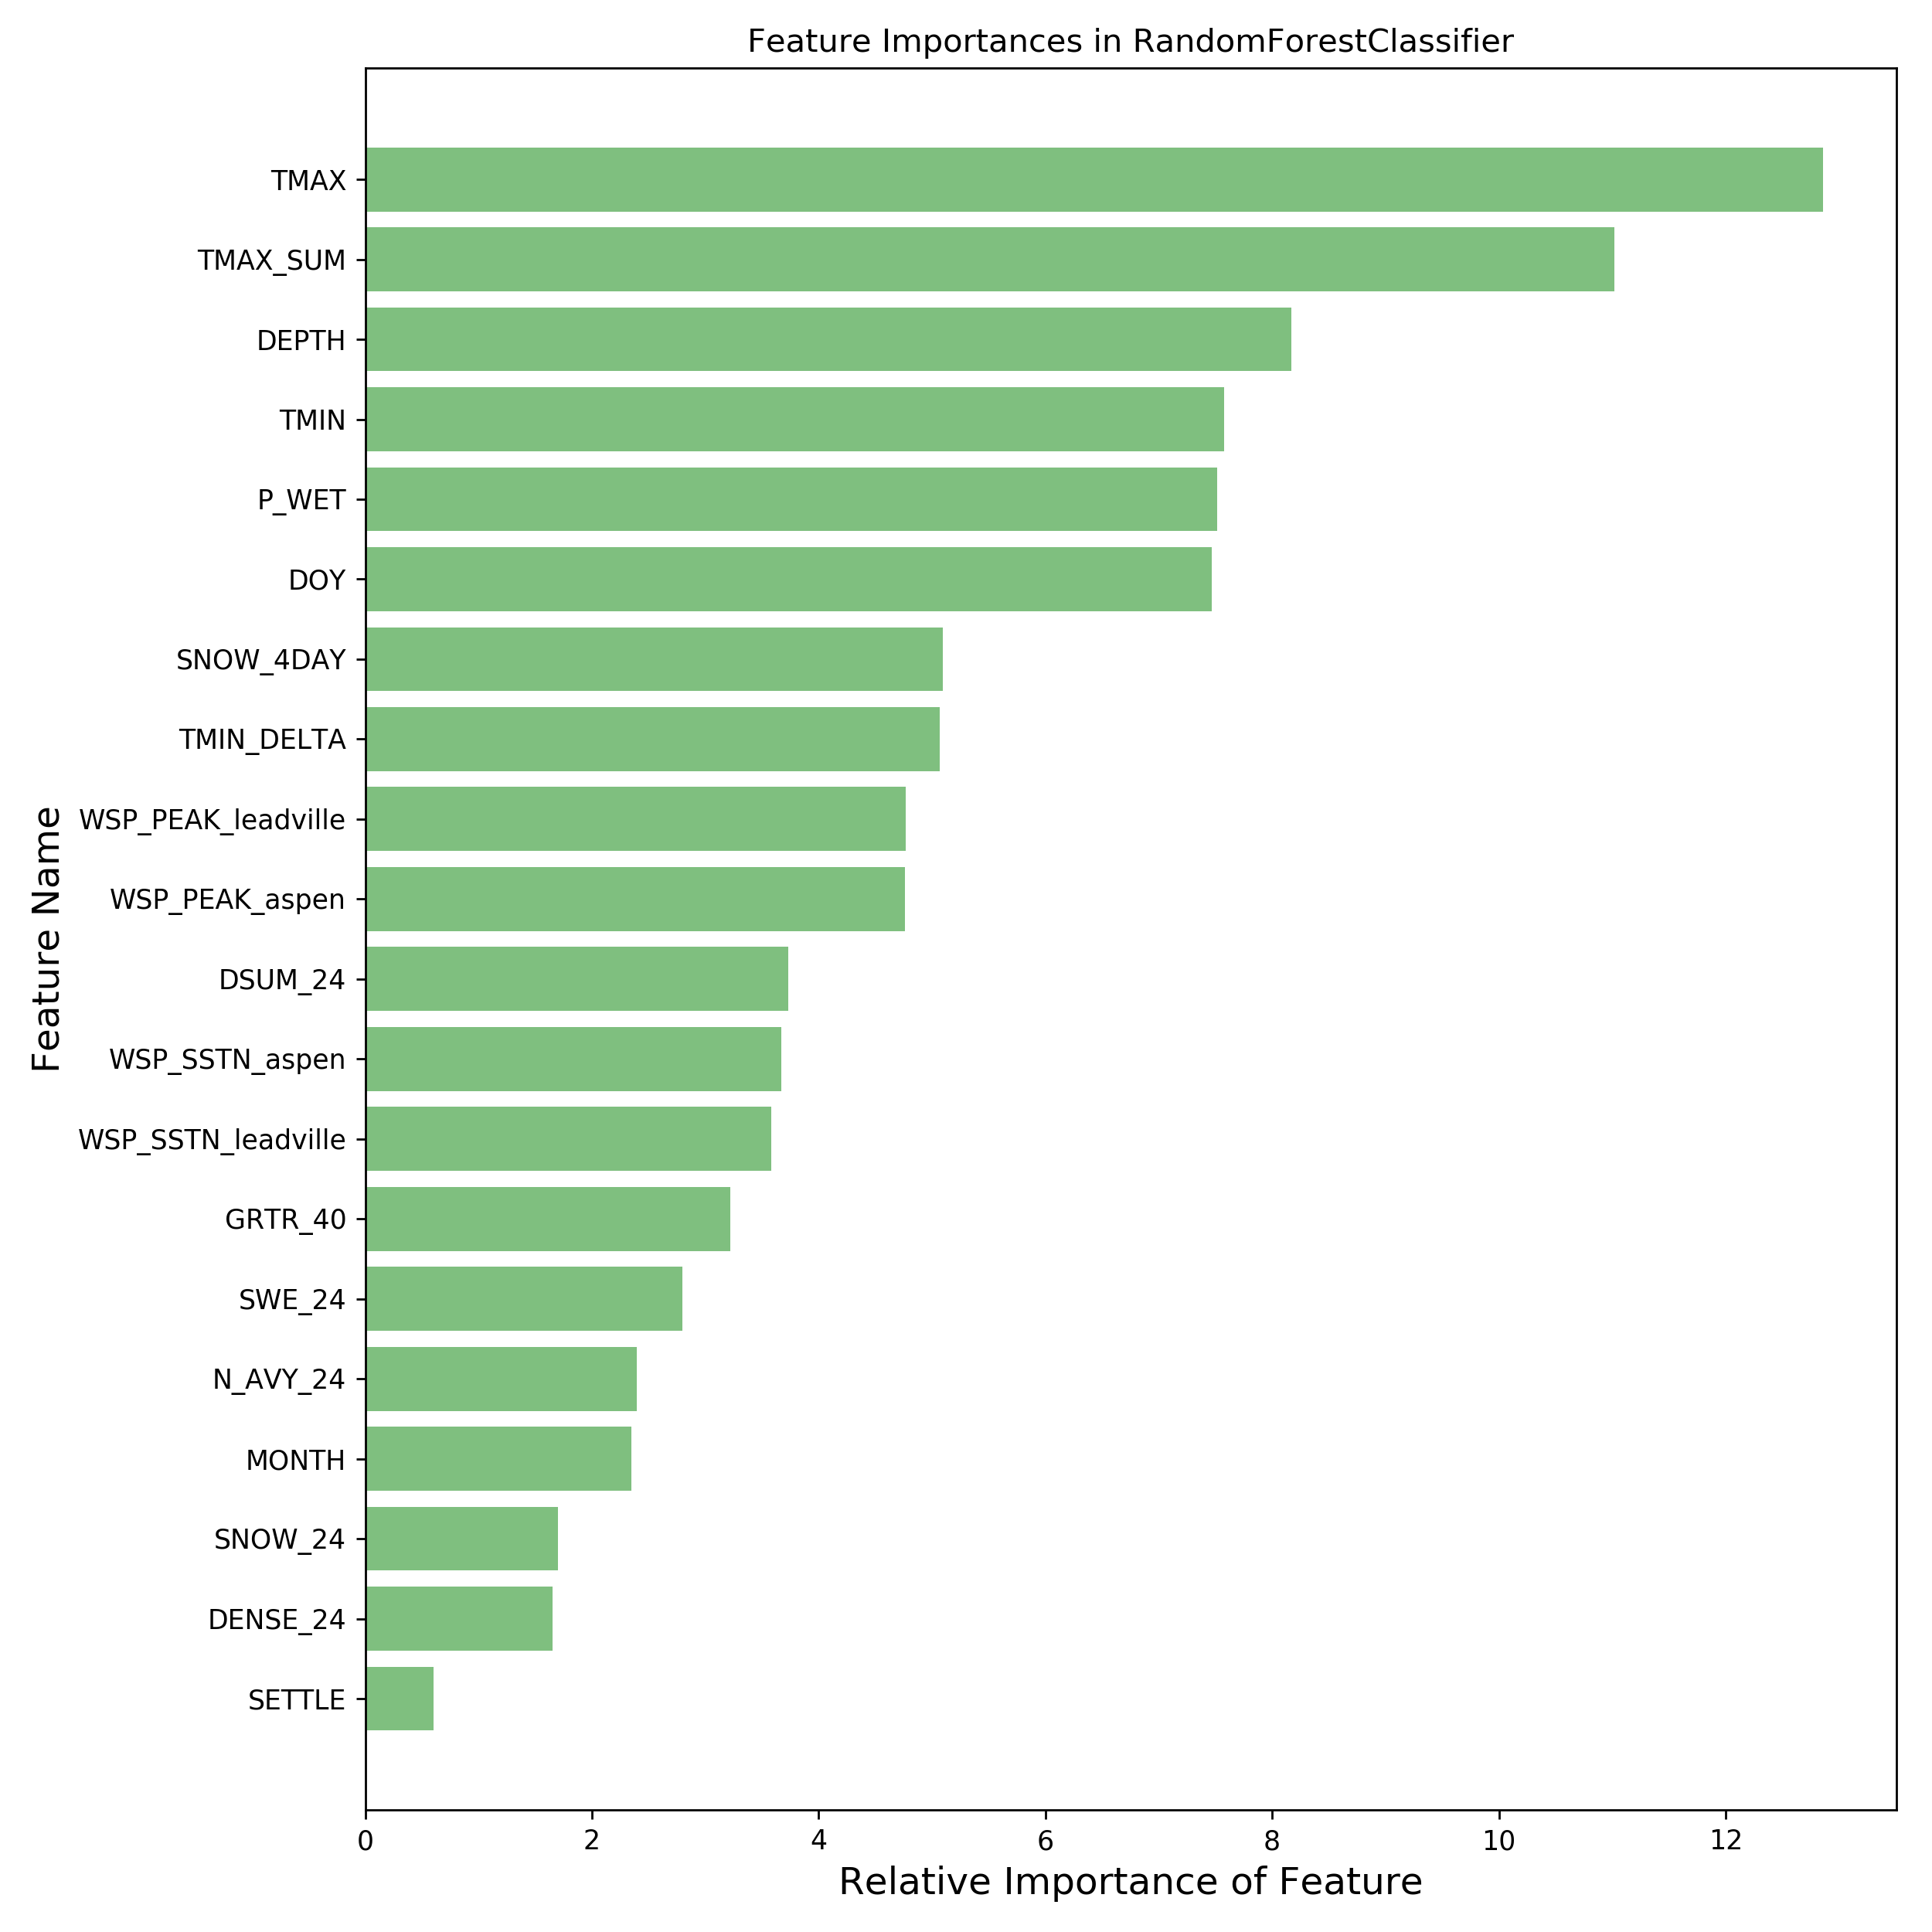 Feature Importances in RandomForestClassifier
TMAX
TMAX_SUM
DEPTH
TMIN
P_WET
DOY
SNOW_4DAY
TMIN_DELTA
WSP_PEAK_leadville
WSP_PEAK_aspen
DSUM_24
WSP_SSTN_aspen
WSP_SSTN_leadville
GRTR_40
SWE_24
N_AVY_24
MONTH
SNOW_24
DENSE_24
SETTLE
Feature Name
0 2 4 6 8 10 12
Relative Importance of Feature